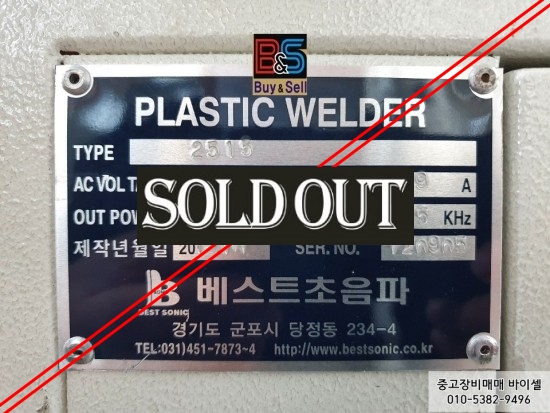 B&S
Buy & Sell
PLASTIC WELDER
TYPE 2519
AC VOLTA A
SOLD OUT
OUT POW KHz
제작년월일 SER. NO.
BEST SONIC
베스트초음파
경기도 군포시 당정동 234-4
TEL:031)451-7873~4 http://www.bestsonic.co.kr
중고장비매매 바이셀
010-5382-9496